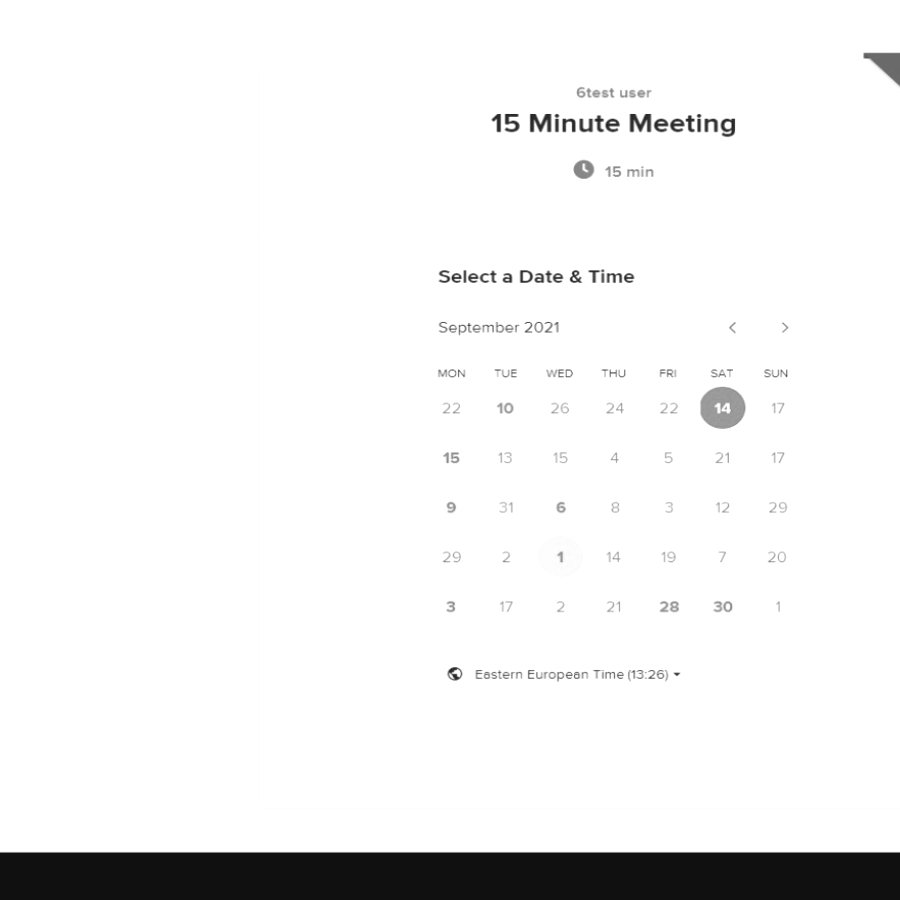 6test user
15 Minute Meeting
15 min
Select a Date & Time
September 2021
MON TUE WED THU FRI SAT SUN
22 10 26 24 22 14 17
15 13 15 4 5 21 17
9 31 6 8 3 12 29
29 2 1 14 19 7 20
3 17 2 21 28 30 1
Eastern European Time (13:26)